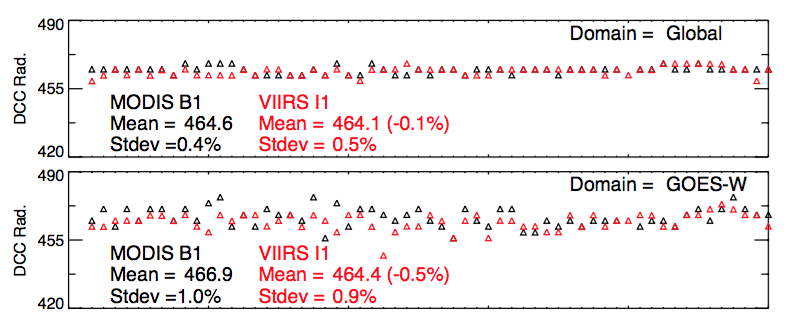 490
Domain = Global
DCC Rad.
455
MODIS B1 VIIRS I1
Mean = 464.6 Mean = 464.1 (-0.1%)
Stdev =0.4% Stdev = 0.5%
420
490
Domain = GOES-W
DCC Rad.
455
MODIS B1 VIIRS I1
Mean = 466.9 Mean = 464.4 (-0.5%)
Stdev=1.0% Stdev = 0.9%
420